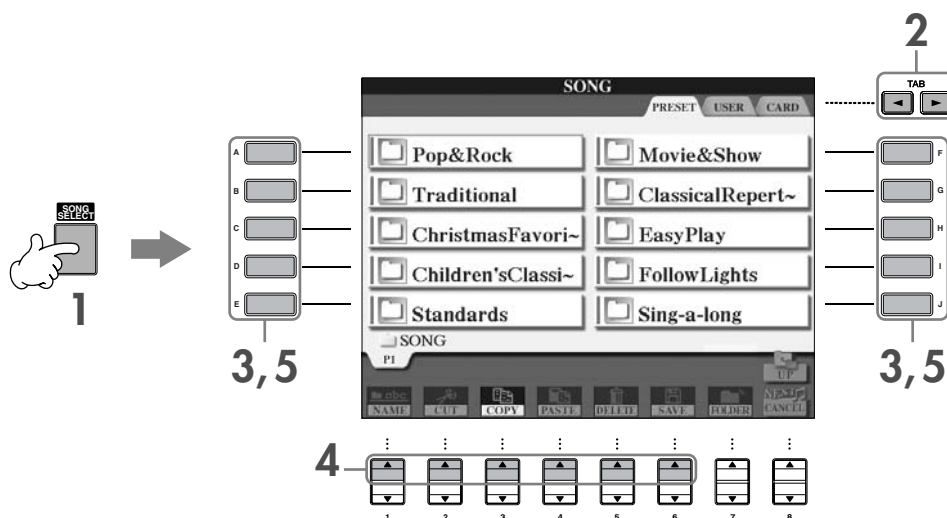 2
TAB
SONG
PRESET USER CARD
A Pop&Rock Movie&Show F
B Traditional ClassicalRepert~ G
SONG SELECT
C ChristmasFavori~ EasyPlay H
D Children'sClassi~ FollowLights I
1
E Standards Sing-a-long J
SONG
3, 5
P1
UP
3, 5
abc
NAME CUT COPY PASTE DELETE SAVE FOLDER CANCEL
4
1 2 3 4 5 6 7 8